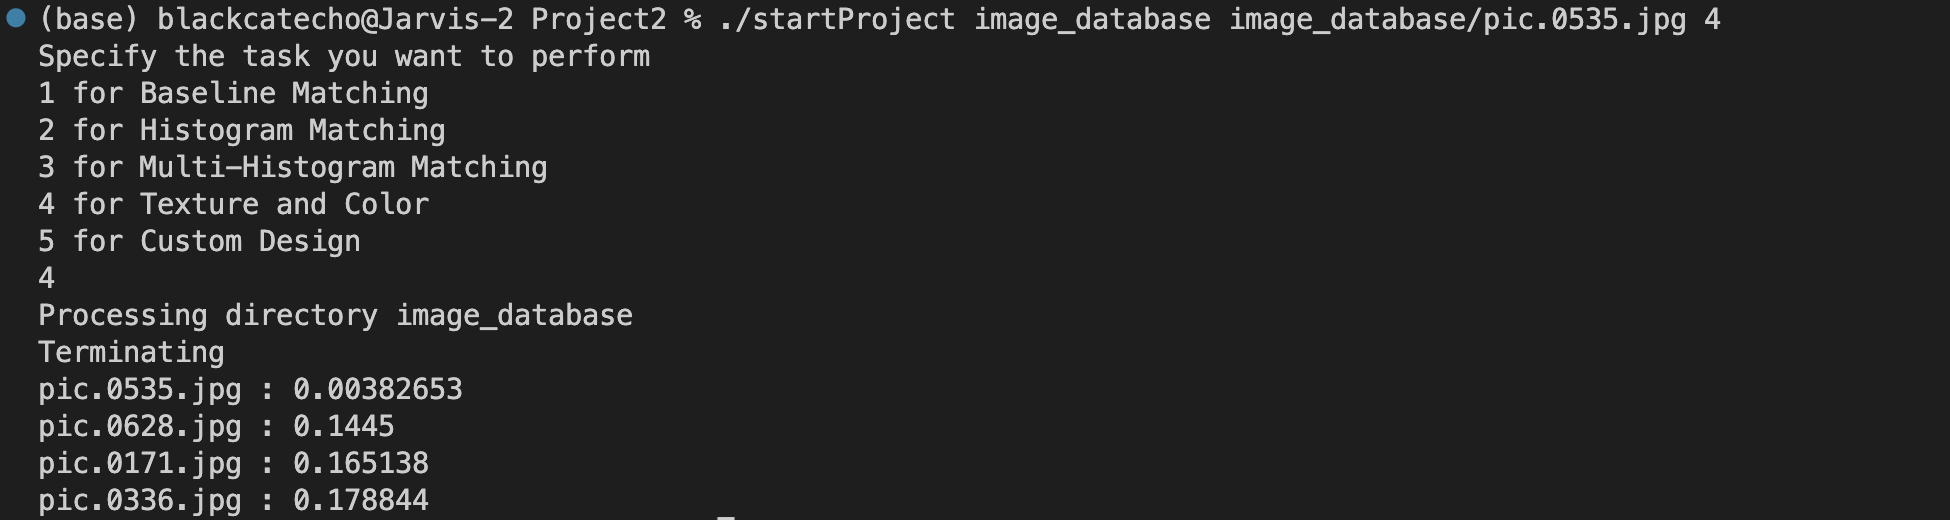 (base) blackcatecho@Jarvis-2 Project2 % ./startProject image_database image_database/pic.0535.jpg 4
Specify the task you want to perform
1 for Baseline Matching
2 for Histogram Matching
3 for Multi-Histogram Matching
4 for Texture and Color
5 for Custom Design
4
Processing directory image_database
Terminating
pic.0535.jpg : 0.00382653
pic.0628.jpg : 0.1445
pic.0171.jpg : 0.165138
pic.0336.jpg : 0.178844